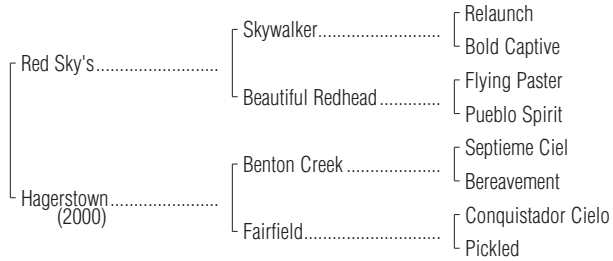 Relaunch
Skywalker
Bold Captive
Red Sky's
Flying Paster
Beautiful Redhead
Pueblo Spirit
Septieme Ciel
Benton Creek
Bereavement
Hagerstown
(2000)
Conquistador Cielo
Fairfield
Pickled